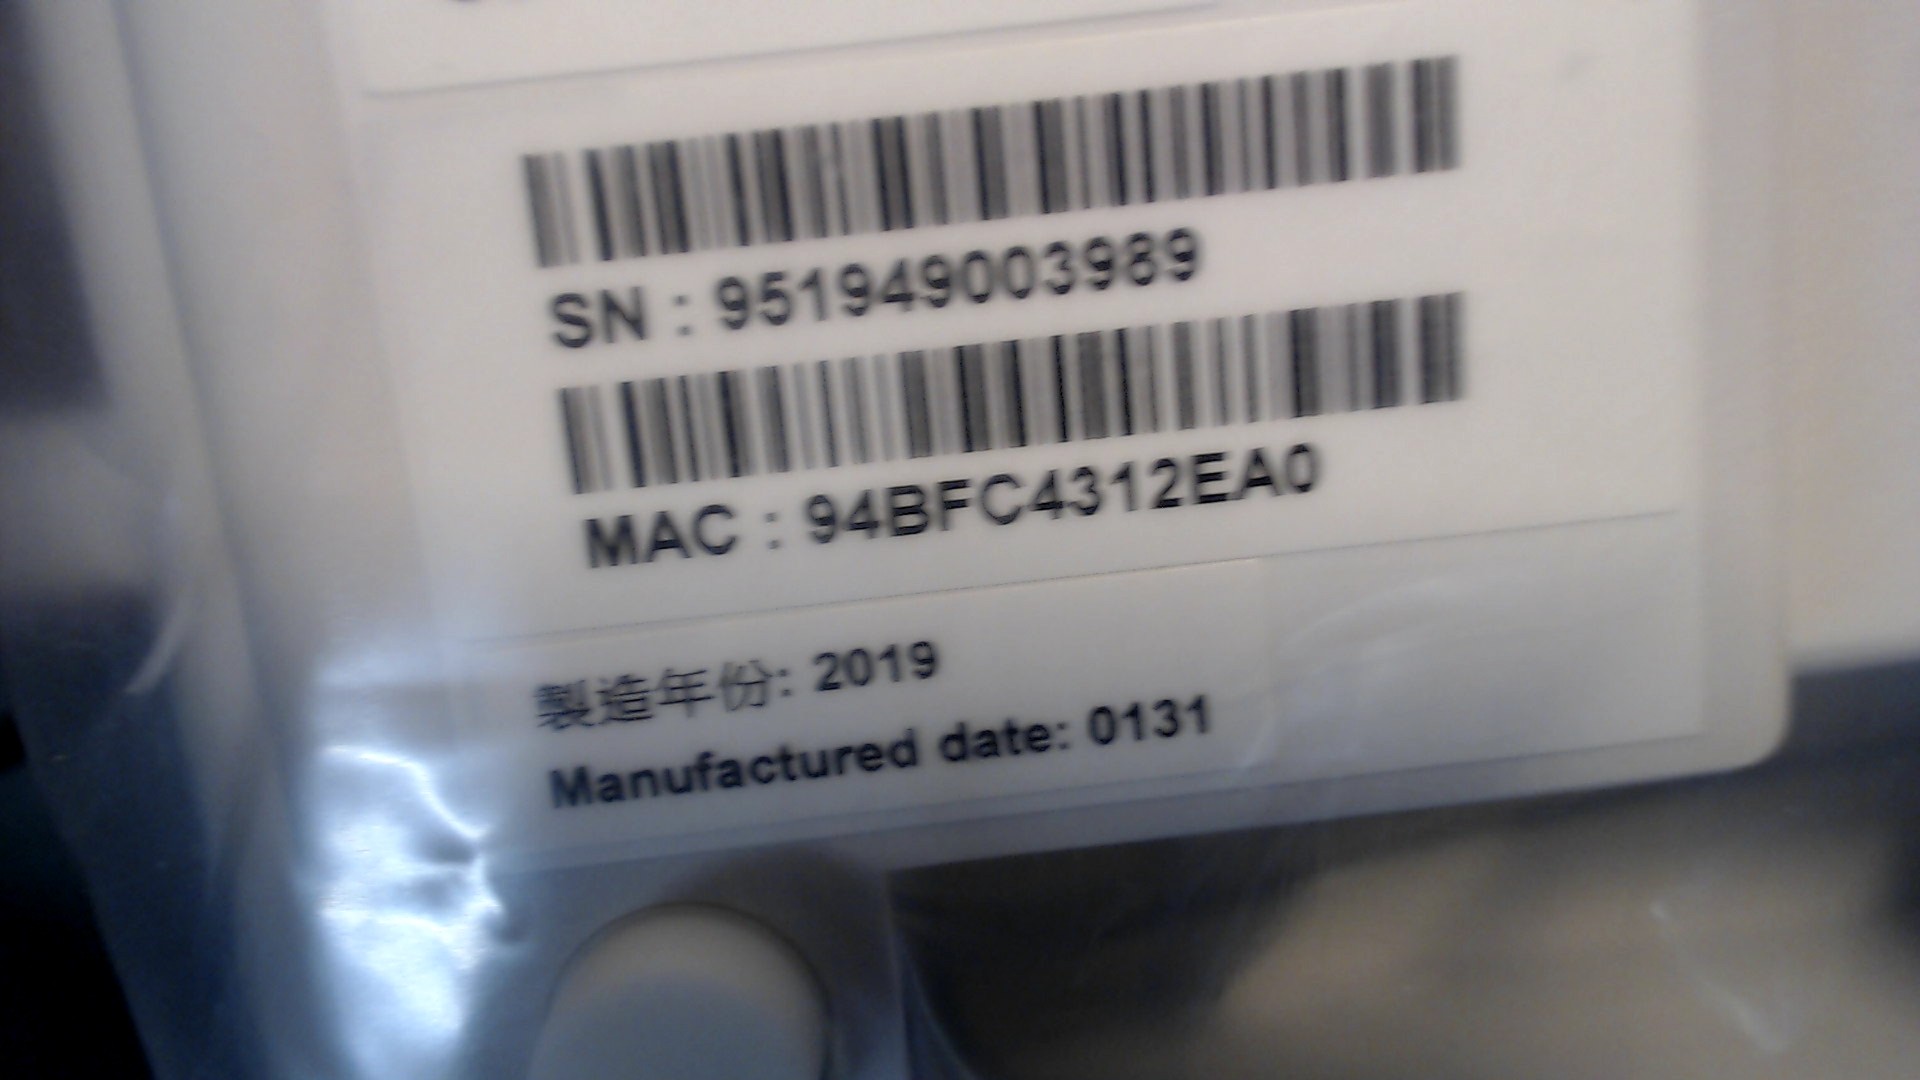 SN : 951949003989
MAC : 94BFC4312EA0
製造年份: 2019
Manufactured date: 0131